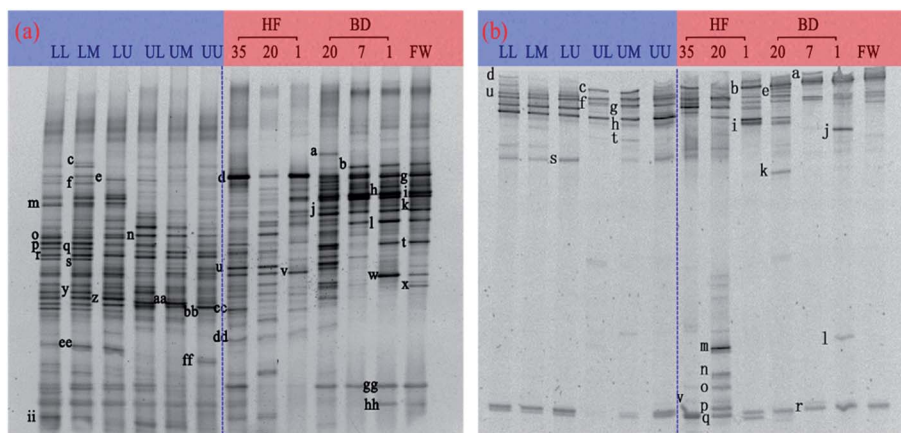 (a) HF BD
LL LM LU UL UM UU 35 20 1 20 7 1 FW
a
c b
f e d h g
i
m j k
n l
o
p q t
r s
u v w
x
y z aa
bb cc
ee dd
ff
gg
hh
ii
(b) HF BD
LL LM LU UL UM UU 35 20 1 20 7 1 FW
d a
u c b e
f g
h i j
t
s k
l
m
n
o
v p r
q